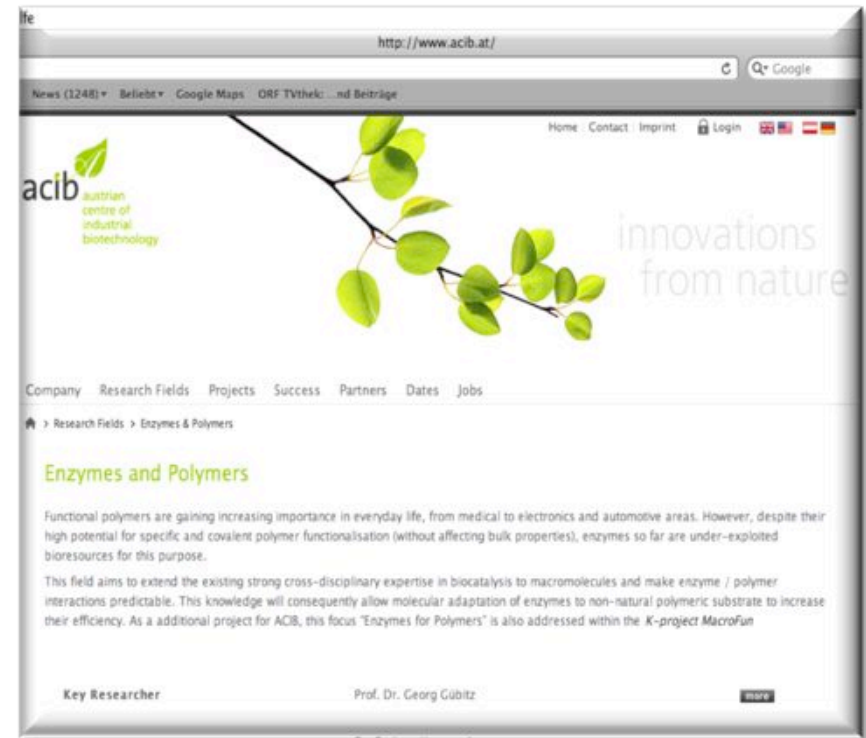 lfe
http://www.acib.at/
Google
News (1248) Beliebt Google Maps ORF TVthek: ...nd Beiträge
Home Contact Imprint Login
acib
austrian
centre of
industrial
biotechnology
innovations
from nature
Company Research Fields Projects Success Partners Dates Jobs
> Research Fields > Enzymes & Polymers
Enzymes and Polymers
Functional polymers are gaining increasing importance in everyday life, from medical to electronics and automotive areas. However, despite their
high potential for specific and covalent polymer functionalisation (without affecting bulk properties), enzymes so far are under-exploited
bioresources for this purpose.
This field aims to extend the existing strong cross-disciplinary expertise in biocatalysis to macromolecules and make enzyme / polymer
interactions predictable. This knowledge will consequently allow molecular adaptation of enzymes to non-natural polymeric substrate to increase
their efficiency. As a additional project for ACIB, this focus "Enzymes for Polymers" is also addressed within the K-project MacroFun
Key Researcher Prof. Dr. Georg Gübitz more